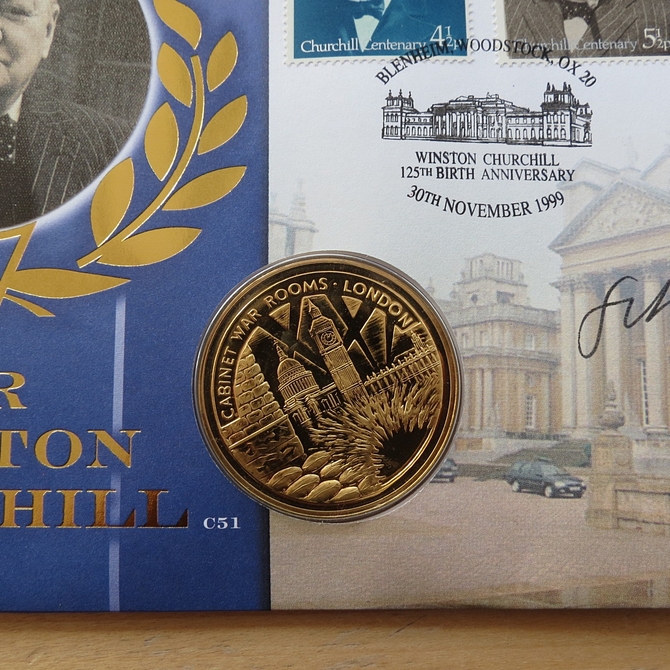 Churchill Centenary 4½p
Churchill Centenary 5½p
BLENHEIM, WOODSTOCK, OX 20
WINSTON CHURCHILL
125TH BIRTH ANNIVERSARY
30TH NOVEMBER 1999
CABINET WAR ROOMS · LONDON
R
TON
HILL C51